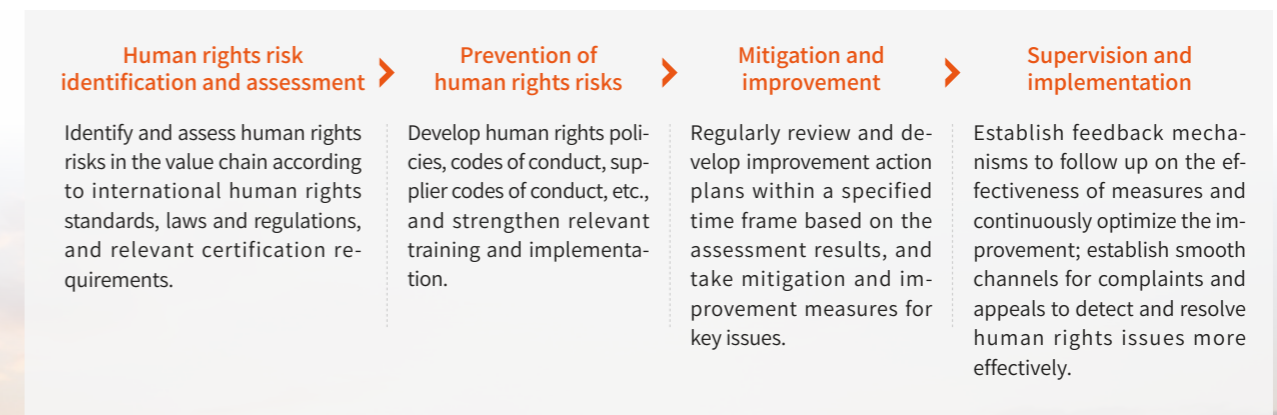 Human rights risk
identification and assessment
Identify and assess human rights
risks in the value chain according
to international human rights
standards, laws and regulations,
and relevant certification re-
quirements.
Prevention of
human rights risks
Develop human rights poli-
cies, codes of conduct, sup-
plier codes of conduct, etc.,
and strengthen relevant
training and implementa-
tion.
Mitigation and
improvement
Regularly review and de-
velop improvement action
plans within a specified
time frame based on the
assessment results, and
take mitigation and im-
provement measures for
key issues.
Supervision and
implementation
Establish feedback mecha-
nisms to follow up on the ef-
fectiveness of measures and
continuously optimize the im-
provement; establish smooth
channels for complaints and
appeals to detect and resolve
human rights issues more
effectively.